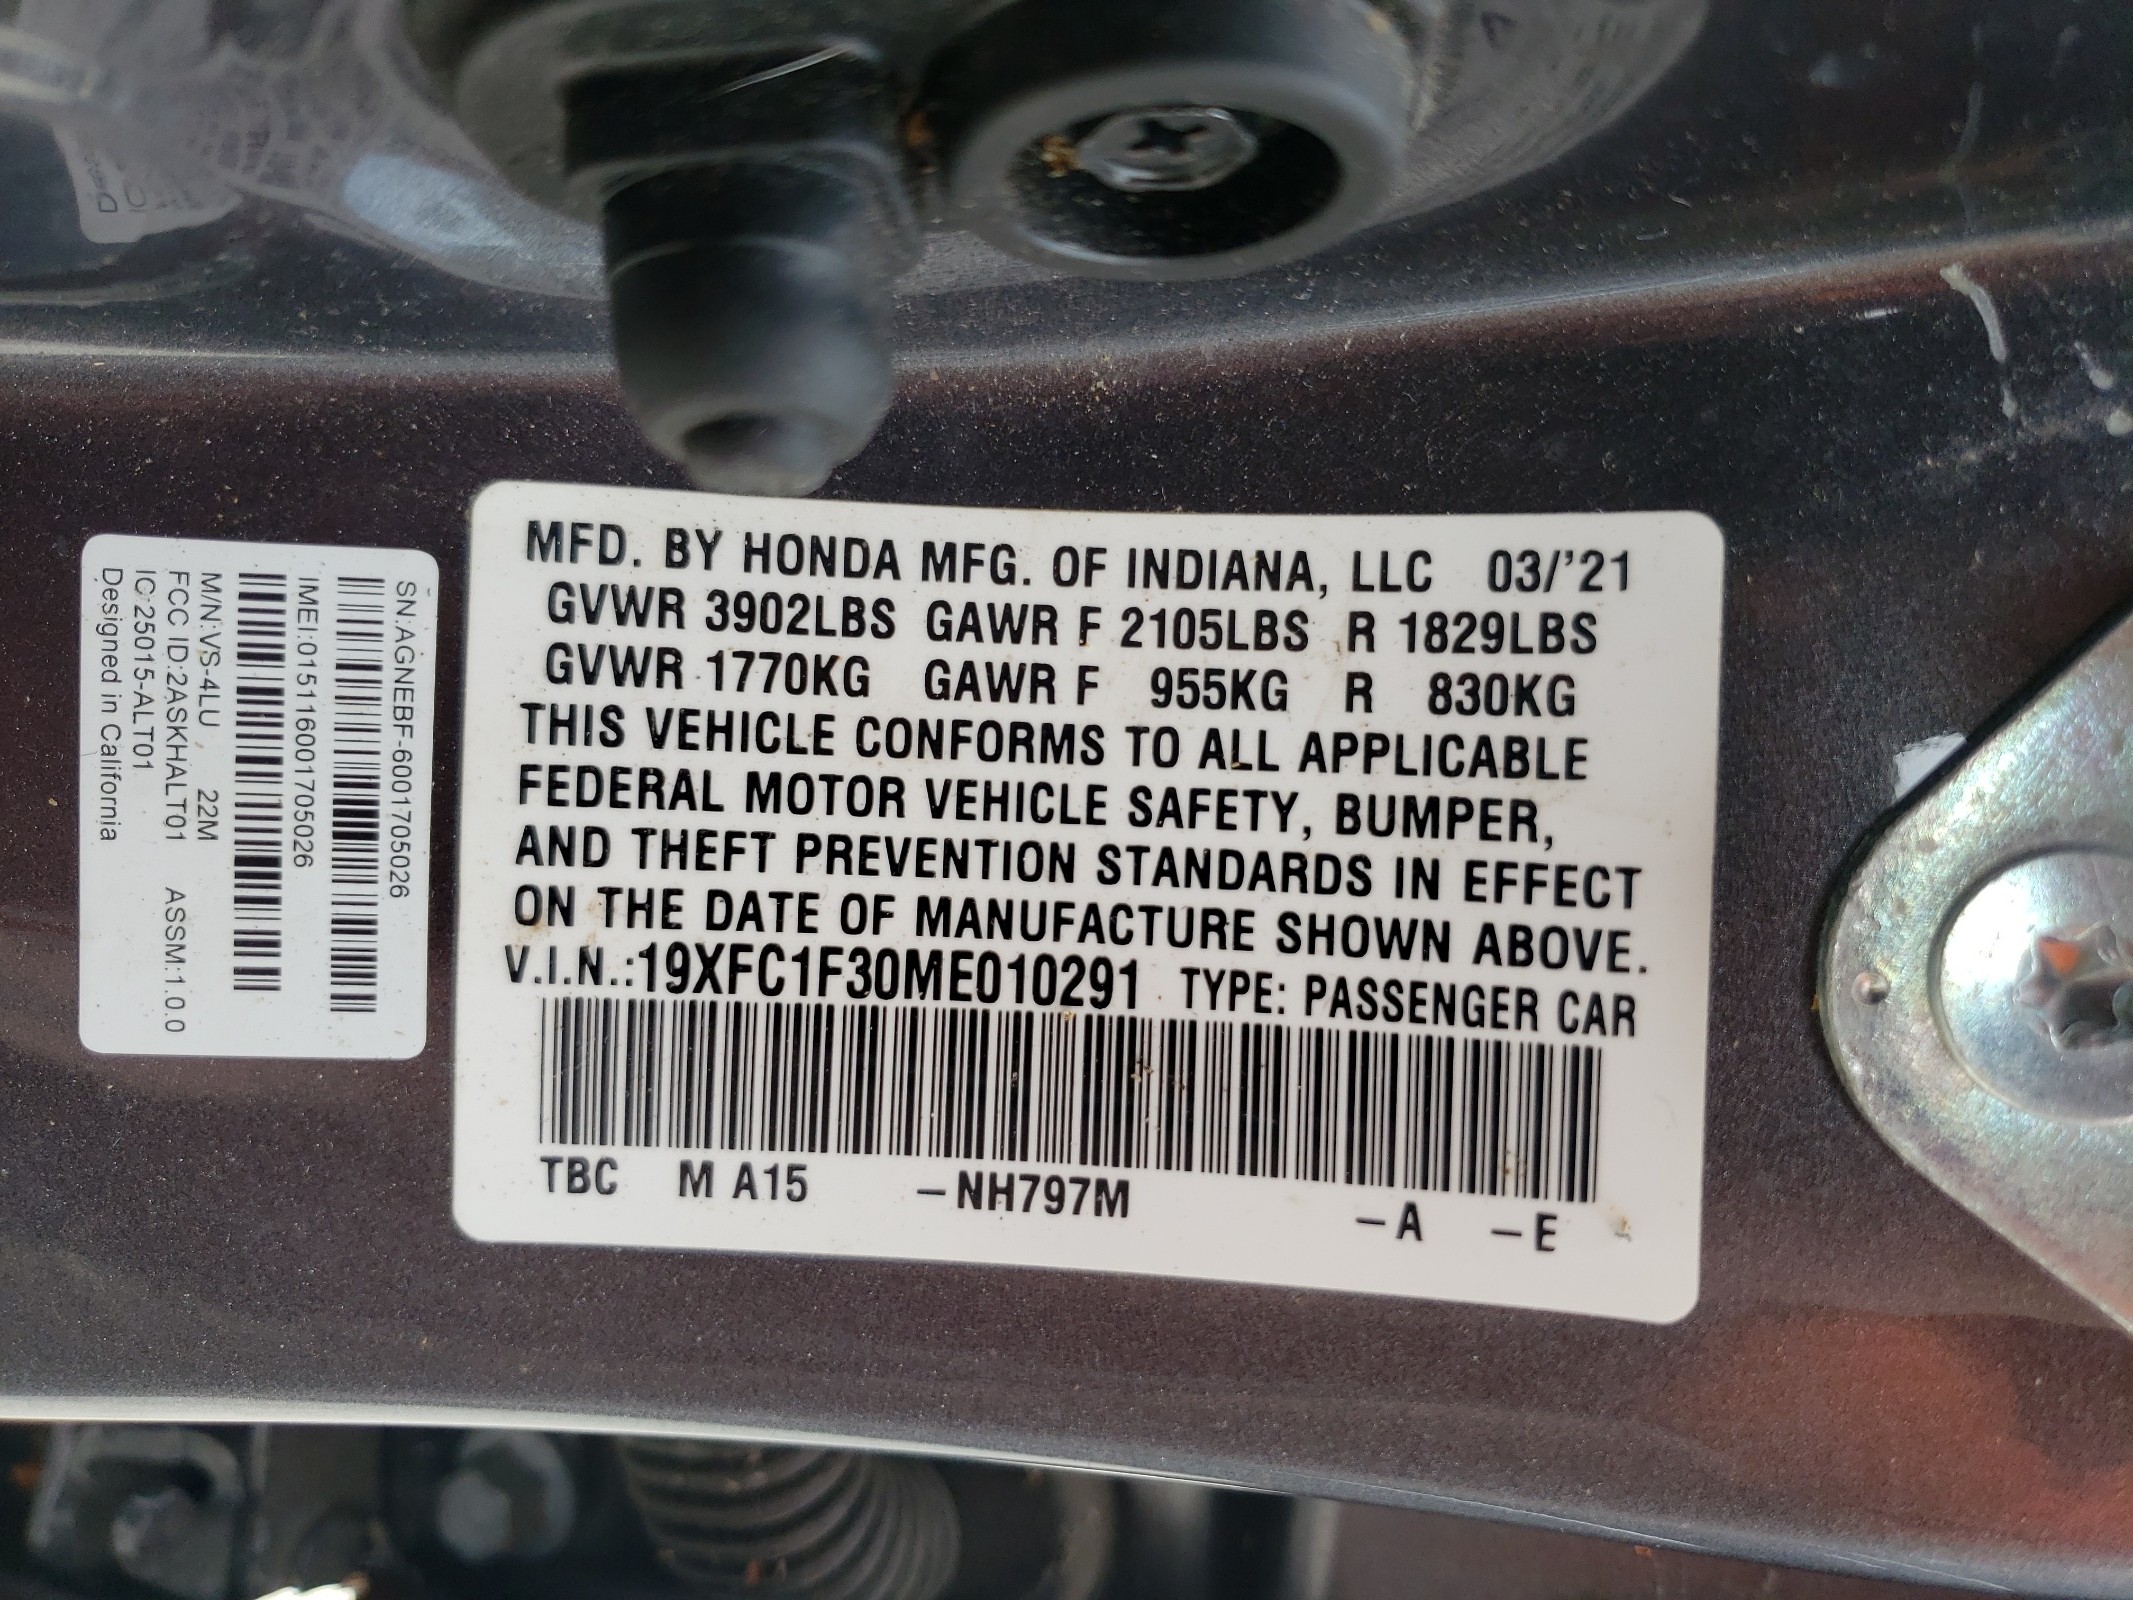 MFD. BY HONDA MFG. OF INDIANA, LLC 03/'21
GVWR 3902LBS GAWR F 2105LBS R 1829LBS
GVWR 1770KG GAWR F 955KG R 830KG
THIS VEHICLE CONFORMS TO ALL APPLICABLE
FEDERAL MOTOR VEHICLE SAFETY, BUMPER,
AND THEFT PREVENTION STANDARDS IN EFFECT
ON THE DATE OF MANUFACTURE SHOWN ABOVE.
V.I.N.:19XFC1F30ME010291 TYPE: PASSENGER CAR
TBC M A15 -NH797M -A -E
SN:AGNEBF-6001705026
IMEI:015116001705026
M/N:VS-4LU, 22M
FCC ID:2ASKHALT01 ASSM:1.0.0
IC:25015-ALT01
Designed in California